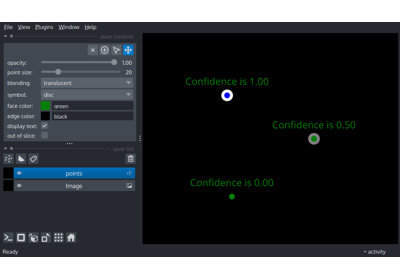 File View Plugins Window Help
layer controls
opacity: 1.00
point size: 20
blending: translucent
symbol: disc
face color: green
edge color: black
display text:
out of slice:
layer list
points
Image
Ready
activity
Confidence is 1.00
Confidence is 0.50
Confidence is 0.00